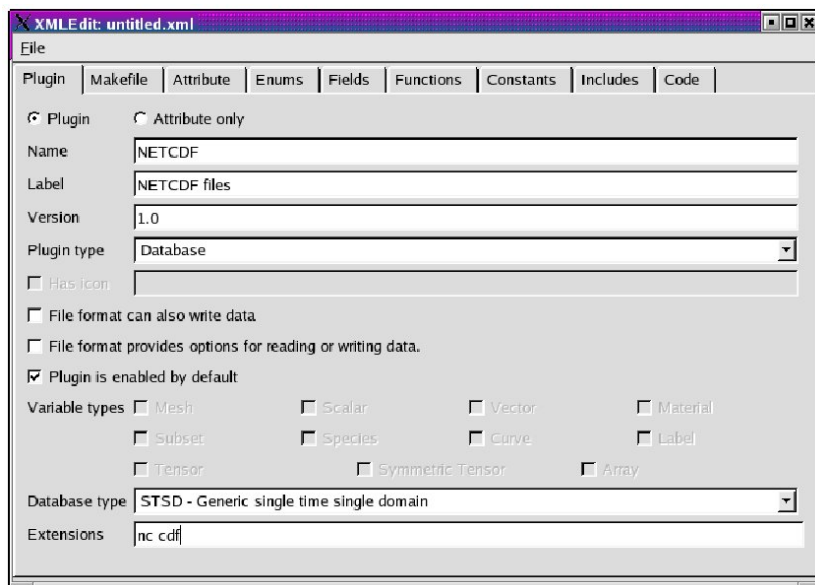 XMLEdit: untitled.xml
File
Plugin Makefile Attribute Enums Fields Functions Constants Includes Code
Plugin Attribute only
Name NETCDF
Label NETCDF files
Version 1.0
Plugin type Database
Has icon
File format can also write data
File format provides options for reading or writing data.
Plugin is enabled by default
Variable types Mesh Scalar Vector Material
Subset Species Curve Label
Tensor Symmetric Tensor Array
Database type STSD - Generic single time single domain
Extensions nc cdf